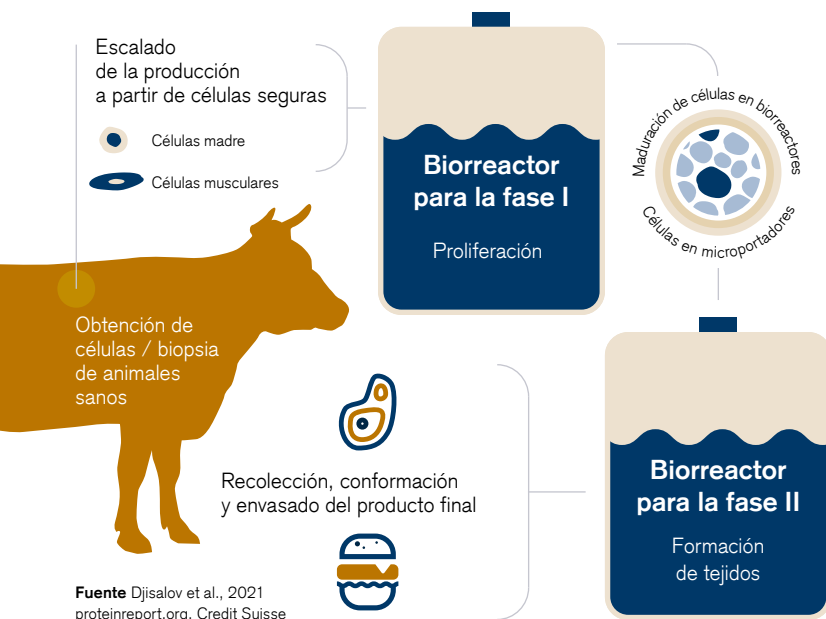 Escalado
de la producción
a partir de células seguras
Células madre
Células musculares
Biorreactor
para la fase I
Proliferación
Maduración de células en biorreactores
Células en microportadores
Obtención de
células / biopsia
de animales
sanos
Biorreactor
para la fase II
Formación
de tejidos
Recolección, conformación
y envasado del producto final
Fuente Djisalov et al., 2021
proteinreport.org, Credit Suisse